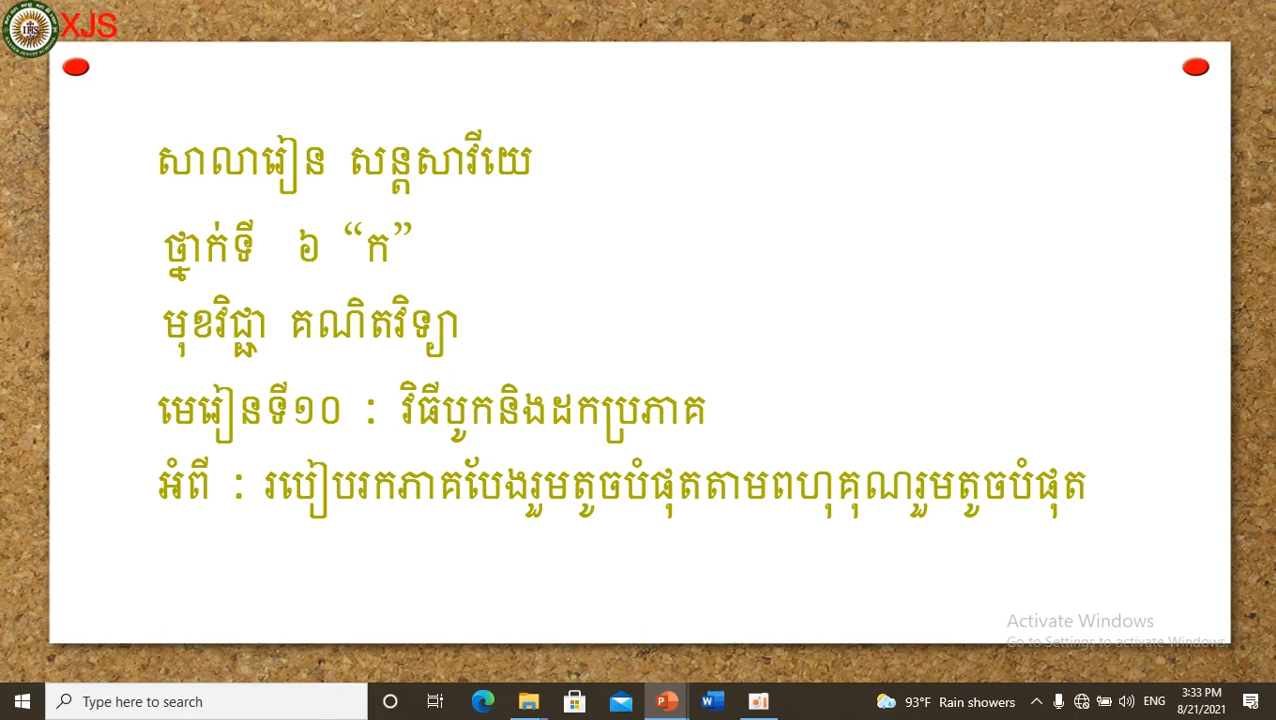 XJS
IHS
សាលារៀន សន្តសាវីយេ
ថ្នាក់ទី ៦ “ក”
មុខវិជ្ជា គណិតវិទ្យា
មេរៀនទី១០ : វិធីបូកនិងដកប្រភាគ
អំពី : របៀបរកភាគបែងរួមតូចបំផុតតាមពហុគុណរួមតូចបំផុត
Activate Windows
Go to Settings to activate Windows.
Type here to search
93°F Rain showers
ENG
3:33 PM
8/21/2021